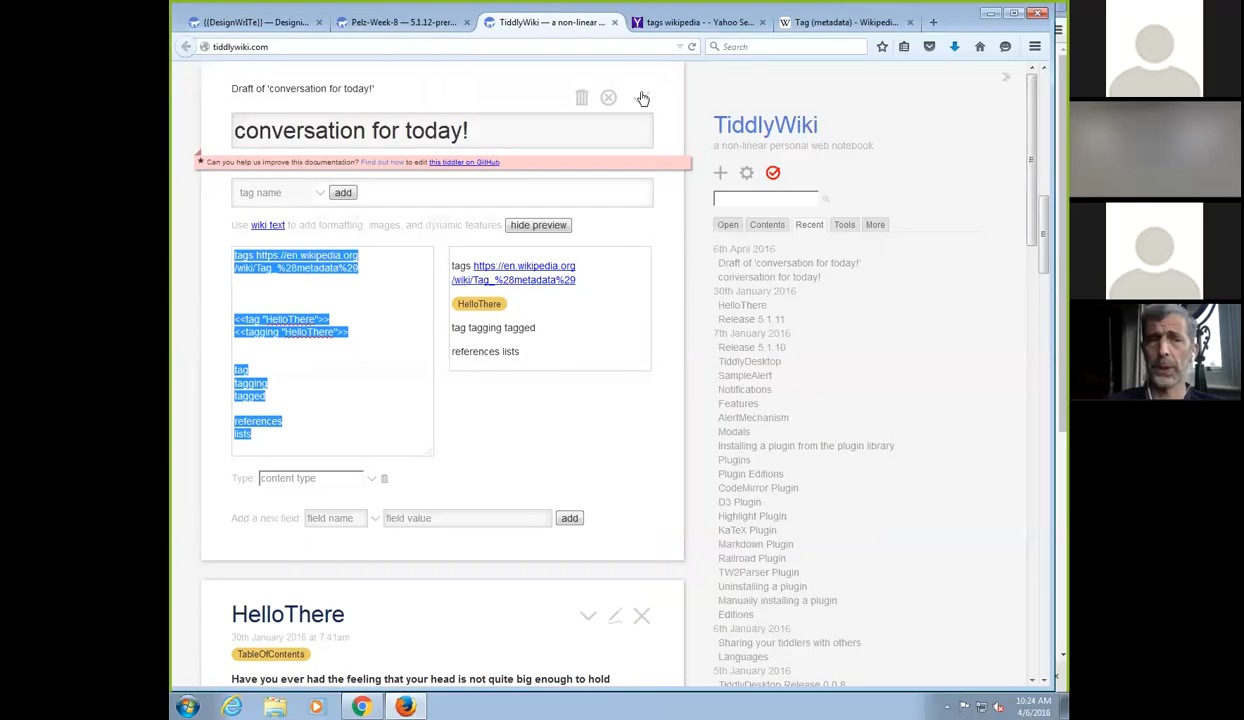 {{DesignWriTe}} — Designi...
Pelz-Week-8 — 5.1.12-prer...
TiddlyWiki — a non-linear ...
tags wikipedia - - Yahoo Se...
Tag (metadata) - Wikipedi...
tiddlywiki.com
Search
Draft of 'conversation for today!'
conversation for today!
Can you help us improve this documentation? Find out how to edit this tiddler on GitHub
tag name
add
Use wiki text to add formatting, images, and dynamic features
hide preview
tags https://en.wikipedia.org
/wiki/Tag_%28metadata%29
<<tag "HelloThere">>
<<tagging "HelloThere">>
tag
tagging
tagged
references
lists
tags https://en.wikipedia.org
/wiki/Tag_%28metadata%29
HelloThere
tag tagging tagged
references lists
Type:
content type
Add a new field
field name
field value
add
HelloThere
30th January 2016 at 7:41am
TableOfContents
Have you ever had the feeling that your head is not quite big enough to hold
TiddlyWiki
a non-linear personal web notebook
Open
Contents
Recent
Tools
More
6th April 2016
Draft of 'conversation for today!'
conversation for today!
30th January 2016
HelloThere
Release 5.1.11
7th January 2016
Release 5.1.10
TiddlyDesktop
SampleAlert
Notifications
Features
AlertMechanism
Modals
Installing a plugin from the plugin library
Plugins
Plugin Editions
CodeMirror Plugin
D3 Plugin
Highlight Plugin
KaTeX Plugin
Markdown Plugin
Railroad Plugin
TW2Parser Plugin
Uninstalling a plugin
Manually installing a plugin
Editions
6th January 2016
Sharing your tiddlers with others
Languages
5th January 2016
TiddlyDesktop Release 0.0.8
10:24 AM
4/6/2016